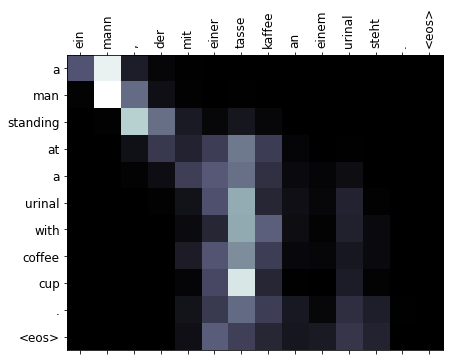 ein mann , der mit einer tasse kaffee an einem urinal steht . <eos>
a
man
standing
at
a
urinal
with
coffee
cup
.
<eos>